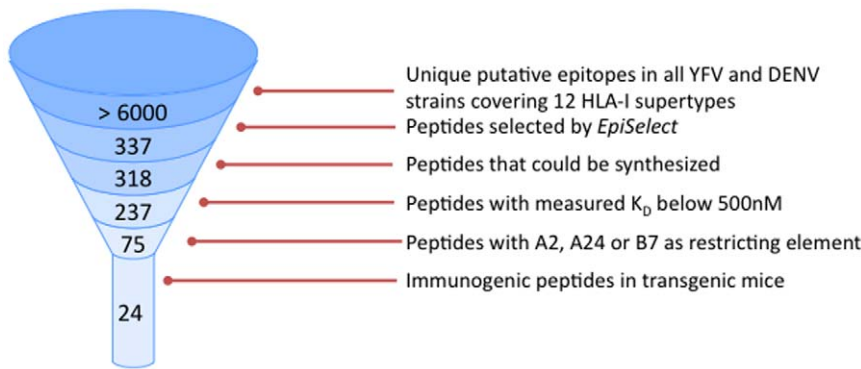 Unique putative epitopes in all YFV and DENV
strains covering 12 HLA-I supertypes
> 6000
Peptides selected by EpiSelect
337
Peptides that could be synthesized
318
Peptides with measured KD below 500nM
237
Peptides with A2, A24 or B7 as restricting element
75
Immunogenic peptides in transgenic mice
24